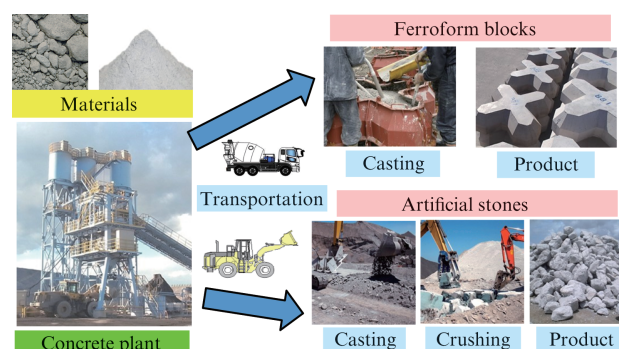 Ferroform blocks
Materials
Casting
Product
Transportation
Artificial stones
Concrete plant
Casting
Crushing
Product